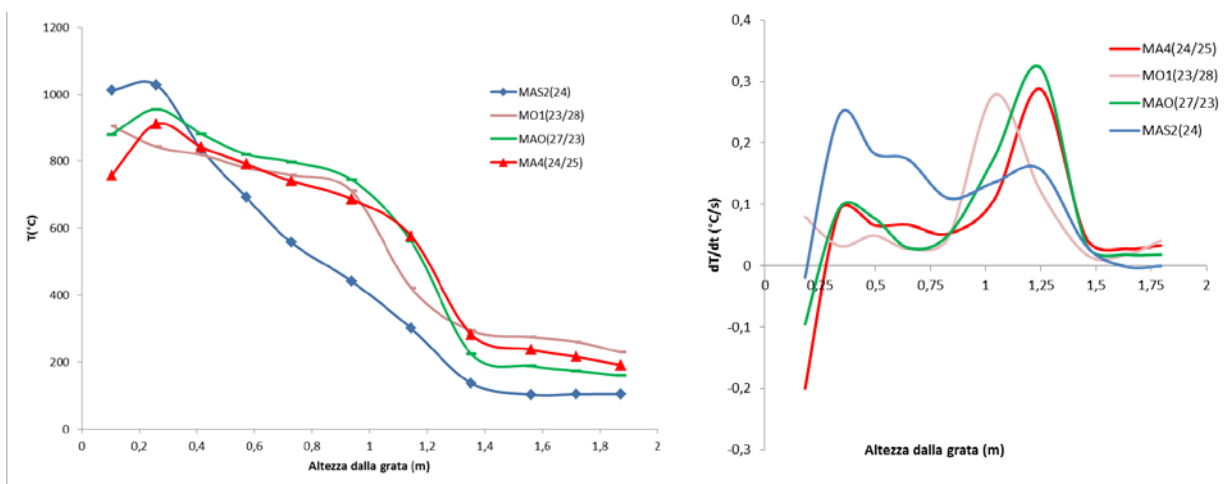 1200
1000
800
600
400
200
0
T(°C)
0
0,2
0,4
0,6
0,8
1
1,2
1,4
1,6
1,8
2
Altezza dalla grata (m)
MAS2(24)
MO1(23/28)
MAO(27/23)
MA4(24/25)
0,4
0,3
0,2
0,1
0
-0,1
-0,2
-0,3
dT/dt (°C/s)
0
0,25
0,5
0,75
1
1,25
1,5
1,75
2
Altezza dalla grata (m)
MA4(24/25)
MO1(23/28)
MAO(27/23)
MAS2(24)